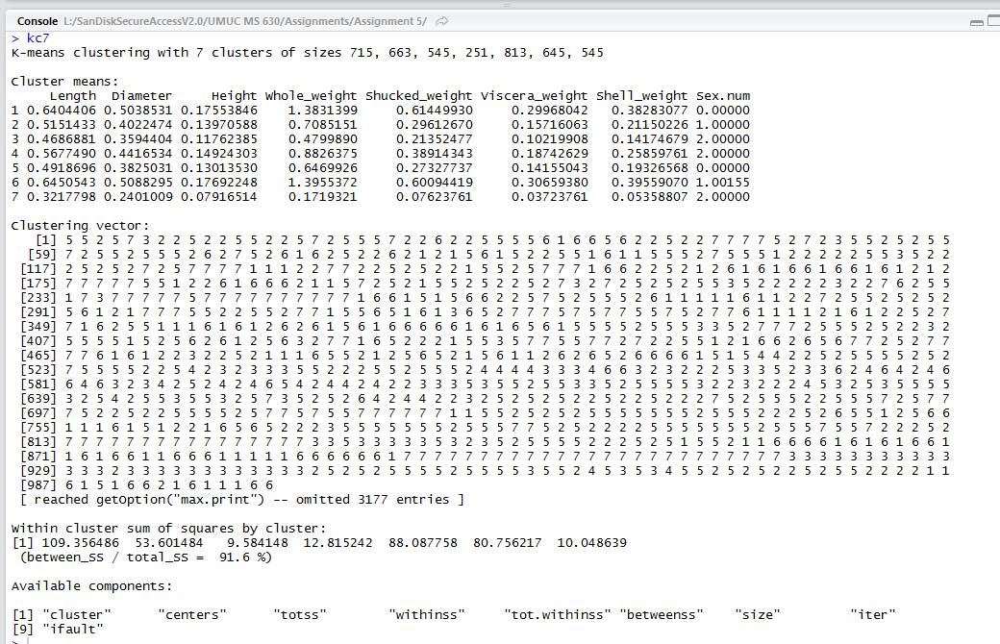 Console L:/SanDiskSecureAccessV2.0/UMUC MS 630/Assignments/Assignment 5/
> kc7
K-means clustering with 7 clusters of sizes 715, 663, 545, 251, 813, 645, 545
Cluster means:
Length Diameter Height Whole_weight Shucked_weight Viscera_weight Shell_weight Sex.num
1 0.6404406 0.5038531 0.17553846 1.3831399 0.61449930 0.29968042 0.38283077 0.00000
2 0.5151433 0.4022474 0.13970588 0.7085151 0.29612670 0.15716063 0.21150226 1.00000
3 0.4686881 0.3594404 0.11762385 0.4799890 0.21352477 0.10219908 0.14174679 2.00000
4 0.5677490 0.4416534 0.14924303 0.8826375 0.38914343 0.18742629 0.25859761 2.00000
5 0.4918696 0.3825031 0.13013530 0.6469926 0.27327737 0.14155043 0.19326568 0.00000
6 0.6450543 0.5088295 0.17692248 1.3955372 0.60094419 0.30659380 0.39559070 1.00155
7 0.3217798 0.2401009 0.07916514 0.1719321 0.07623761 0.03723761 0.05358807 2.00000
Clustering vector:
[1] 5 5 2 5 7 3 2 2 5 2 2 5 5 2 2 5 7 2 5 5 5 7 2 2 6 2 2 5 5 5 5 5 6 1 6 6 5 6 2 2 5 2 2 7 7 7 7 5 2 7 2 3 5 5 2 5 2 5 5
[59] 7 2 5 5 2 5 5 5 2 6 2 7 5 2 6 1 6 2 5 2 2 6 2 1 2 1 5 6 1 5 2 2 5 5 1 6 1 1 5 5 5 2 7 5 5 5 1 2 2 2 2 2 5 5 3 5 2 2
[117] 2 5 2 5 2 7 2 5 7 7 7 7 1 1 1 2 2 7 7 2 2 5 2 5 2 2 1 5 5 2 5 7 7 7 1 6 6 2 2 5 2 1 2 6 1 6 1 6 6 1 6 6 1 6 1 2 1 2
[175] 7 7 7 7 7 5 5 1 2 2 6 1 6 6 6 2 1 1 5 7 2 5 2 1 5 5 2 5 2 2 5 2 7 3 2 7 2 5 2 5 2 5 5 3 5 2 2 2 2 3 2 2 7 6 2 5 5
[233] 1 7 3 7 7 7 7 7 5 7 7 7 7 7 7 7 7 7 7 1 6 6 1 5 1 5 6 6 2 2 5 7 5 2 5 5 5 2 6 1 1 1 1 1 6 1 1 2 2 7 2 5 5 2 5 2 5 2
[291] 5 6 1 2 1 7 7 7 5 5 2 2 5 5 2 7 7 1 5 5 6 5 1 6 1 3 6 5 2 7 7 7 5 7 5 7 7 5 5 7 5 2 7 7 6 1 1 1 1 2 1 6 1 2 2 5 2 7
[349] 7 1 6 2 5 5 1 1 1 6 1 6 1 2 6 2 6 1 5 6 1 6 6 6 6 6 1 6 1 6 5 6 1 5 5 5 5 2 5 5 5 3 3 5 2 7 7 7 2 5 5 5 2 5 2 2 3 2
[407] 5 5 5 5 1 5 2 5 6 2 6 1 2 5 6 3 2 7 7 1 6 5 2 2 2 1 5 5 3 5 7 7 5 5 7 7 2 7 2 2 5 5 1 2 1 6 6 2 6 5 6 7 7 2 5 2 7 7
[465] 7 7 6 1 6 1 2 2 3 2 2 5 2 1 1 1 6 5 5 2 1 2 5 6 5 2 1 5 6 1 1 2 6 2 6 5 2 6 6 6 6 1 5 1 5 4 4 2 2 5 5 5 5 5 2 5 2
[523] 7 5 5 5 5 2 2 5 4 2 3 2 3 3 3 5 5 2 2 2 5 5 2 5 5 5 2 4 4 4 4 3 3 3 4 6 6 3 2 3 2 2 2 5 3 3 5 2 3 3 6 2 4 6 4 2 4 6
[581] 6 4 6 3 2 3 4 2 5 2 4 2 4 6 5 4 2 4 4 2 4 2 2 3 3 3 5 3 5 5 2 5 5 3 5 2 5 5 5 5 3 2 2 3 2 2 2 4 5 3 2 5 3 5 5 5 5
[639] 3 2 5 4 2 5 5 3 5 5 3 2 5 7 3 5 2 5 2 6 4 2 4 4 2 2 3 2 5 2 5 5 2 2 5 5 2 5 2 2 2 7 5 2 5 5 5 2 2 5 5 5 7 2 5 7 7
[697] 7 5 2 2 5 2 2 5 5 5 5 5 2 5 7 7 5 7 5 5 7 7 7 7 7 7 1 1 5 5 2 5 2 5 2 5 5 5 5 5 5 2 5 5 5 2 5 2 2 5 2 6 5 5 1 2 5 6 6
[755] 1 1 1 6 1 5 1 2 2 1 6 5 6 5 2 2 2 3 5 5 5 5 5 5 2 5 5 5 7 7 5 2 5 2 2 2 5 5 5 5 5 5 5 2 5 5 5 7 5 5 7 2 2 2 5 2
[813] 7 7 7 7 7 7 7 7 7 7 7 7 7 7 7 7 7 3 3 5 3 3 3 3 3 5 3 2 3 5 2 5 5 5 5 2 2 2 5 2 5 1 5 5 2 1 1 6 6 6 6 1 6 1 6 1 6 6 1
[871] 1 6 1 6 6 1 1 6 6 6 1 1 1 1 1 6 6 6 6 6 6 1 7 7 7 7 7 7 7 7 7 7 7 7 7 7 7 7 7 7 7 7 7 7 7 7 7 3 3 3 3 3 3 3 3 3 3 3
[929] 3 3 3 2 3 3 3 3 3 3 3 3 3 3 3 3 2 5 2 5 2 5 5 5 5 2 5 5 5 5 3 5 5 2 4 5 3 5 3 4 5 5 2 5 2 5 2 2 5 2 5 5 2 2 2 2 1 1
[987] 6 1 5 1 6 6 2 1 6 1 1 1 6 6
[ reached getOption("max.print") -- omitted 3177 entries ]
Within cluster sum of squares by cluster:
[1] 109.356486 53.601484 9.584148 12.815242 88.087758 80.756217 10.048639
(between_SS / total_SS = 91.6 %)
Available components:
[1] "cluster" "centers" "totss" "withinss" "tot.withinss" "betweenss" "size" "iter"
[9] "ifault"
>